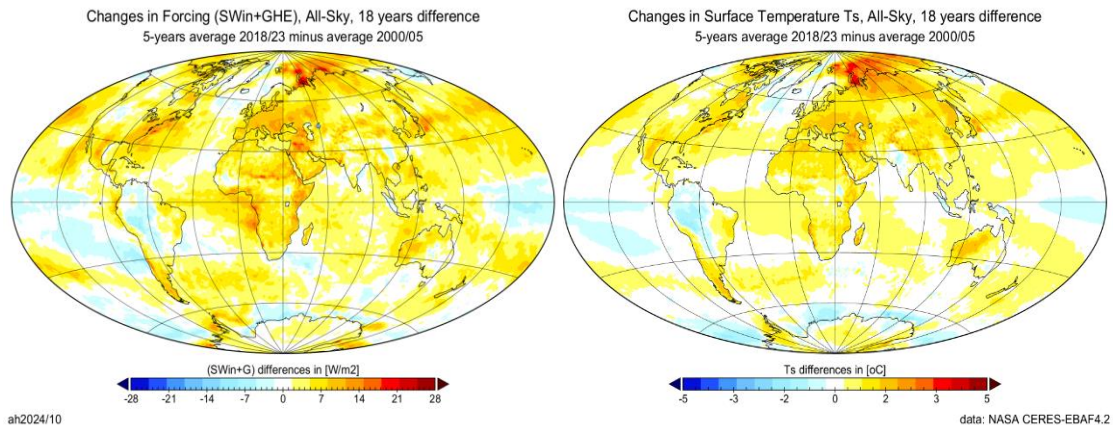 Changes in Forcing (SWin+GHE), All-Sky, 18 years difference
5-years average 2018/23 minus average 2000/05
(SWin+G) differences in [W/m2]
-28 -21 -14 -7 0 7 14 21 28
ah2024/10
Changes in Surface Temperature Ts, All-Sky, 18 years difference
5-years average 2018/23 minus average 2000/05
Ts differences in [oC]
-5 -3 -2 -1 0 1 2 3 5
data: NASA CERES-EBAF4.2